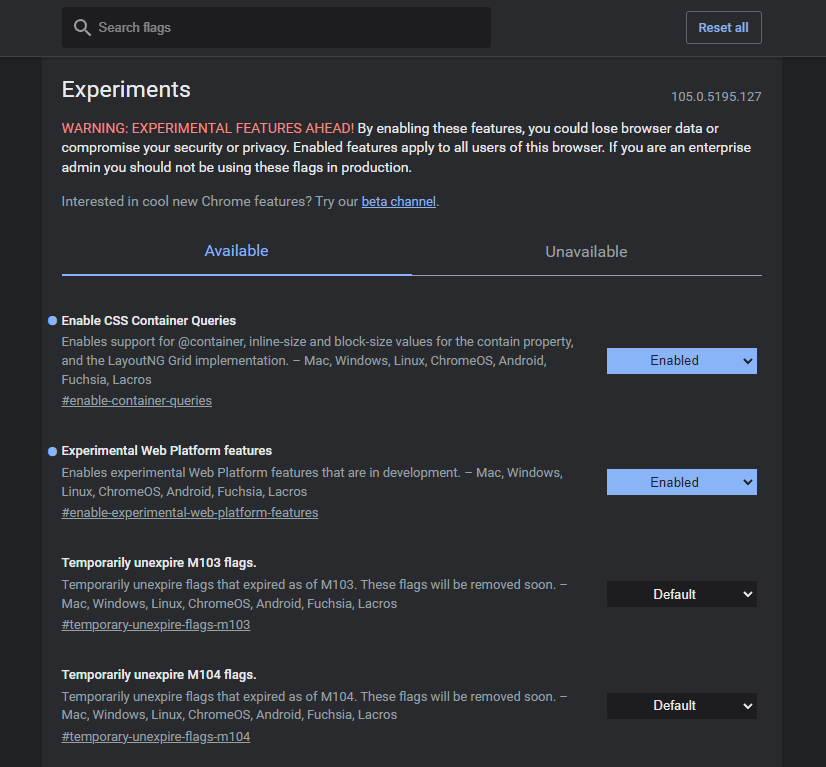 Search flags
Reset all
Experiments
105.0.5195.127
WARNING: EXPERIMENTAL FEATURES AHEAD! By enabling these features, you could lose browser data or
compromise your security or privacy. Enabled features apply to all users of this browser. If you are an enterprise
admin you should not be using these flags in production.
Interested in cool new Chrome features? Try our beta channel.
Available
Unavailable
Enable CSS Container Queries
Enables support for @container, inline-size and block-size values for the contain property,
and the LayoutNG Grid implementation. – Mac, Windows, Linux, ChromeOS, Android,
Fuchsia, Lacros
#enable-container-queries
Enabled
Experimental Web Platform features
Enables experimental Web Platform features that are in development. – Mac, Windows,
Linux, ChromeOS, Android, Fuchsia, Lacros
#enable-experimental-web-platform-features
Enabled
Temporarily unexpire M103 flags.
Temporarily unexpire flags that expired as of M103. These flags will be removed soon. –
Mac, Windows, Linux, ChromeOS, Android, Fuchsia, Lacros
#temporary-unexpire-flags-m103
Default
Temporarily unexpire M104 flags.
Temporarily unexpire flags that expired as of M104. These flags will be removed soon. –
Mac, Windows, Linux, ChromeOS, Android, Fuchsia, Lacros
#temporary-unexpire-flags-m104
Default